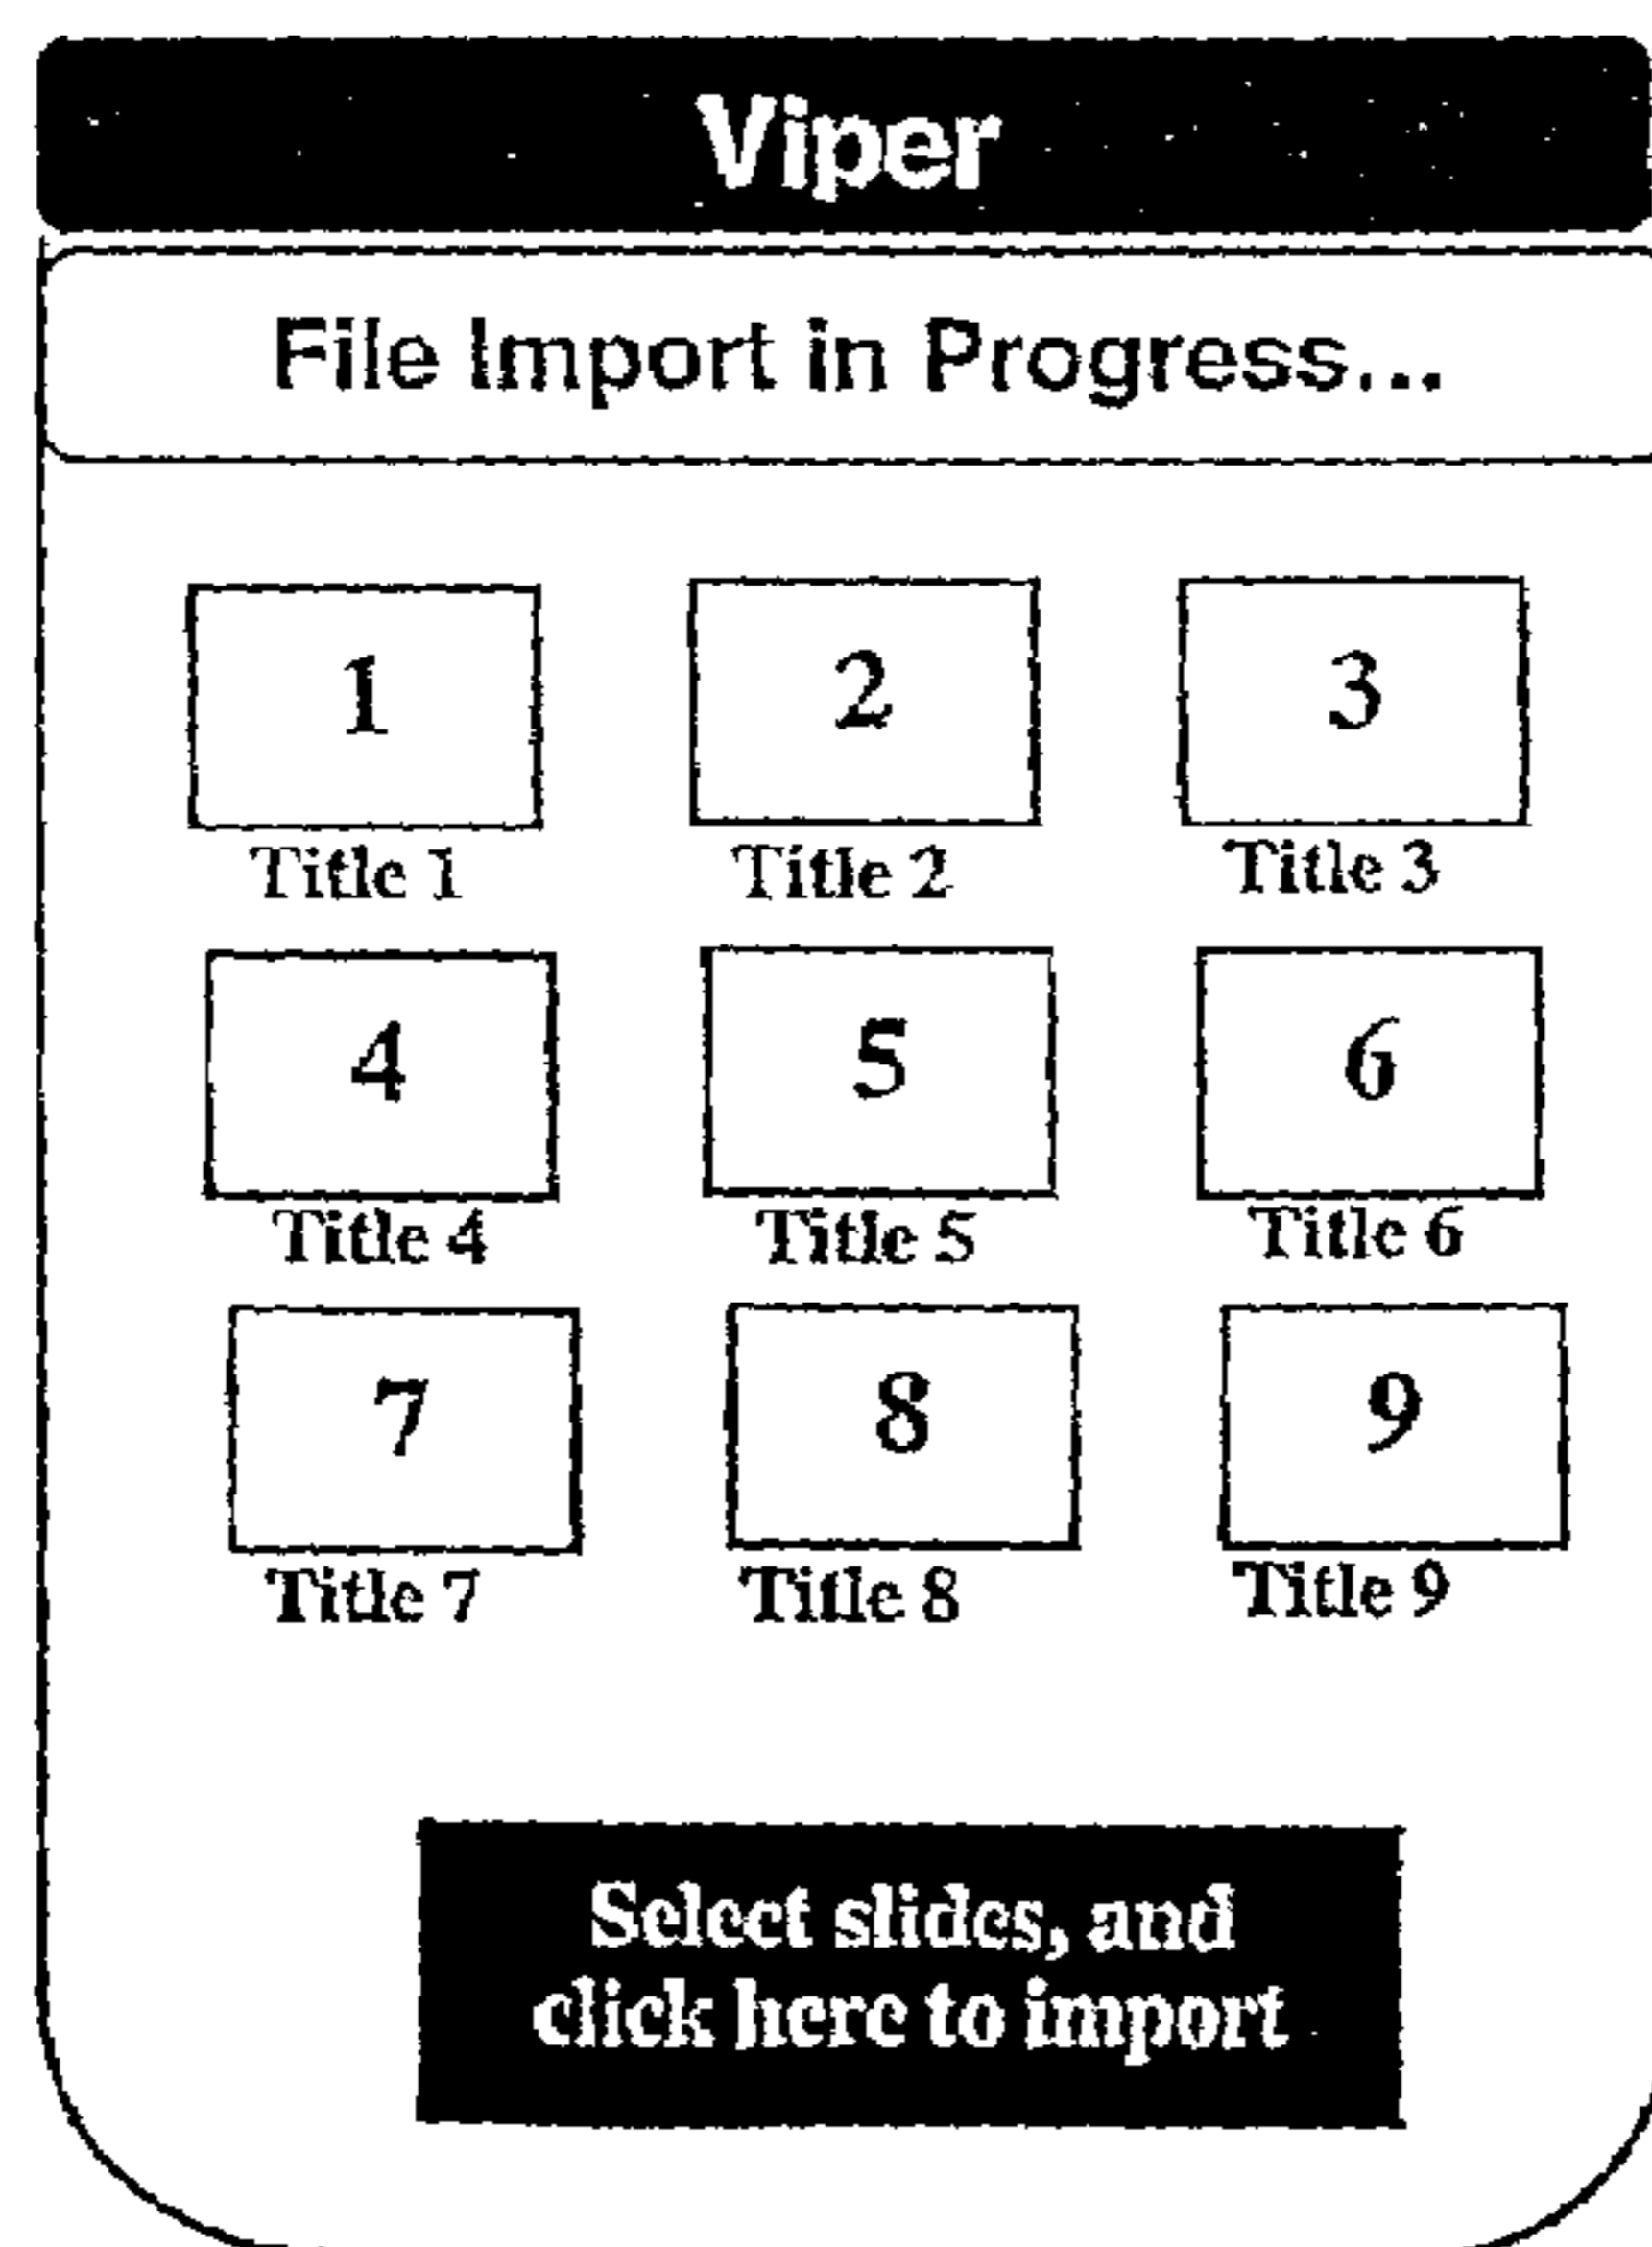 Viper
File Import in Progress...
1 2 3
Title 1 Title 2 Title 3
4 5 6
Title 4 Title 5 Title 6
7 8 9
Title 7 Title 8 Title 9
Select slides, and
click here to import